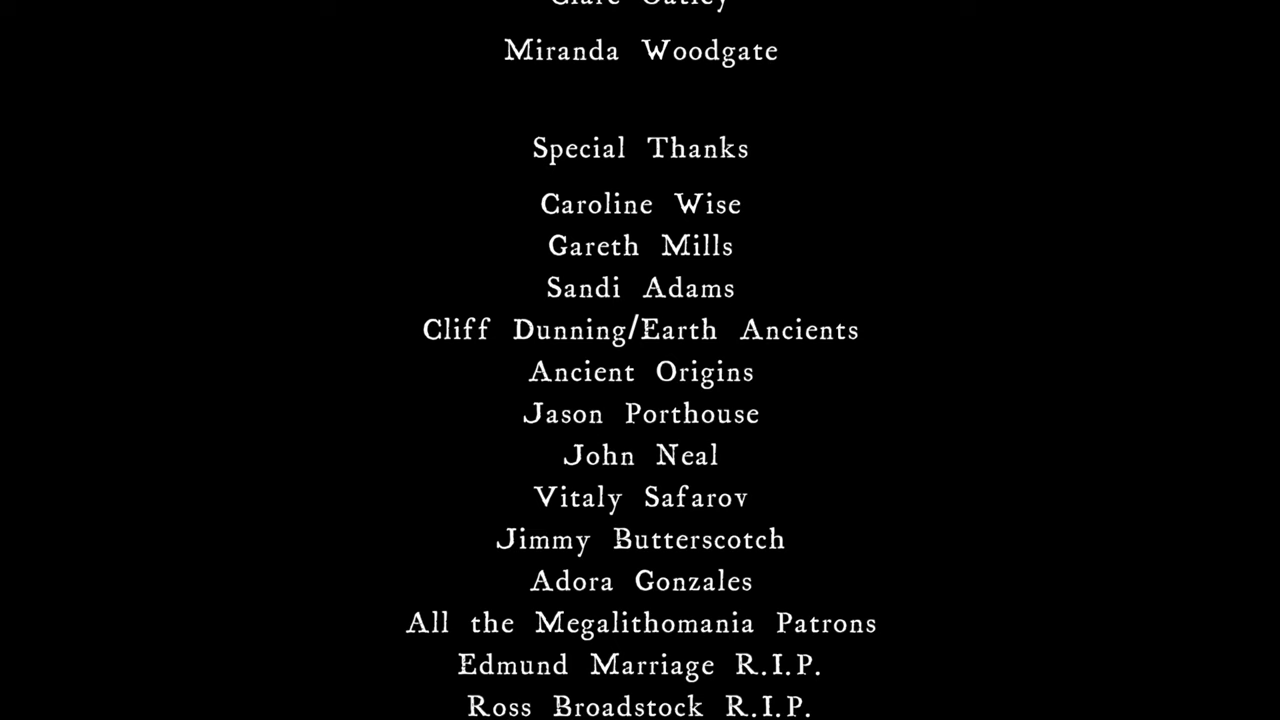 Miranda Woodgate
Special Thanks
Caroline Wise
Gareth Mills
Sandi Adams
Cliff Dunning/Earth Ancients
Ancient Origins
Jason Porthouse
John Neal
Vitaly Safarov
Jimmy Butterscotch
Adora Gonzales
All the Megalithomania Patrons
Edmund Marriage R.I.P.
Ross Broadstock R.I.P.